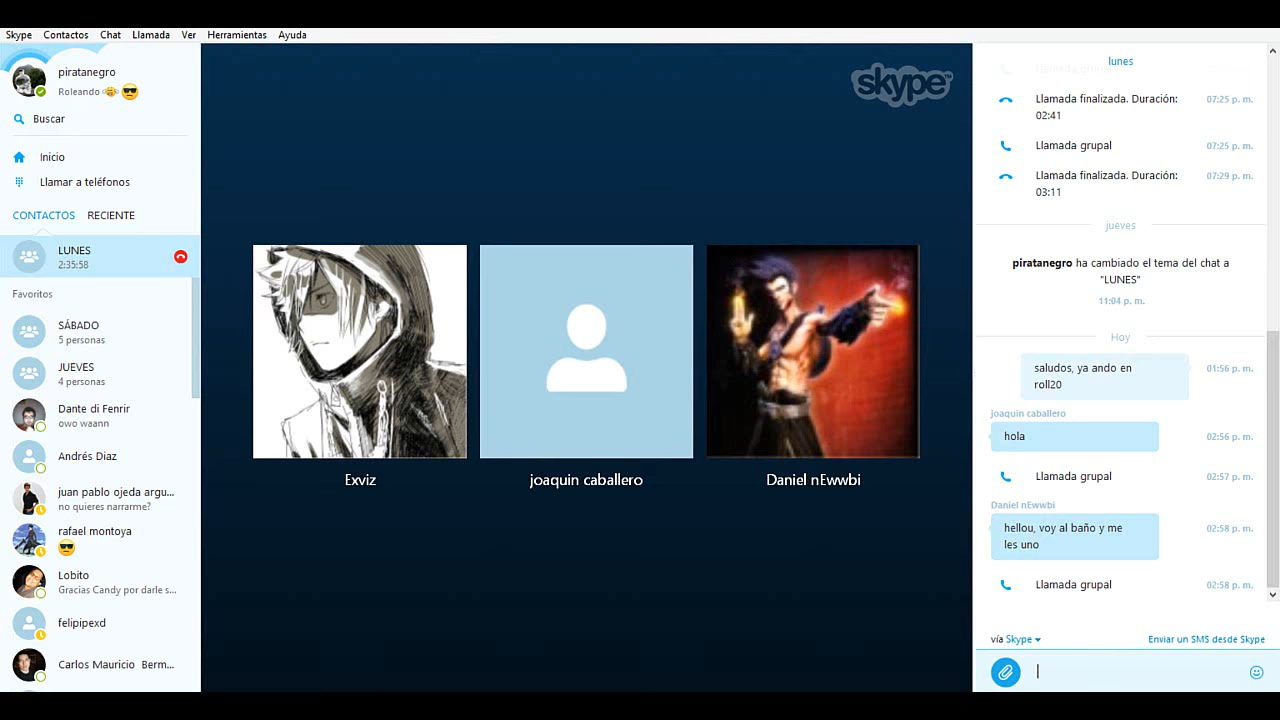 Skype Contactos Chat Llamada Ver Herramientas Ayuda
piratanegro
Roleando
Buscar
Inicio
Llamar a teléfonos
CONTACTOS RECIENTE
LUNES
2:35:58
Favoritos
SÁBADO
5 personas
JUEVES
4 personas
Dante di Fenrir
owo waann
Andrés Diaz
juan pablo ojeda argu...
no quieres narrarme?
rafael montoya
Lobito
Gracias Candy por darle s...
felipipexd
Carlos Mauricio Berm...
skype™
Exviz
joaquin caballero
Daniel nEwwbi
lunes
Llamada grupal
Llamada finalizada. Duración: 07:25 p. m.
02:41
Llamada grupal 07:25 p. m.
Llamada finalizada. Duración: 07:29 p. m.
03:11
jueves
piratanegro ha cambiado el tema del chat a
"LUNES"
11:04 p. m.
Hoy
saludos, ya ando en 01:56 p. m.
roll20
joaquin caballero
hola 02:56 p. m.
Llamada grupal 02:57 p. m.
Daniel nEwwbi
hellou, voy al baño y me 02:58 p. m.
les uno
Llamada grupal 02:58 p. m.
vía Skype Enviar un SMS desde Skype